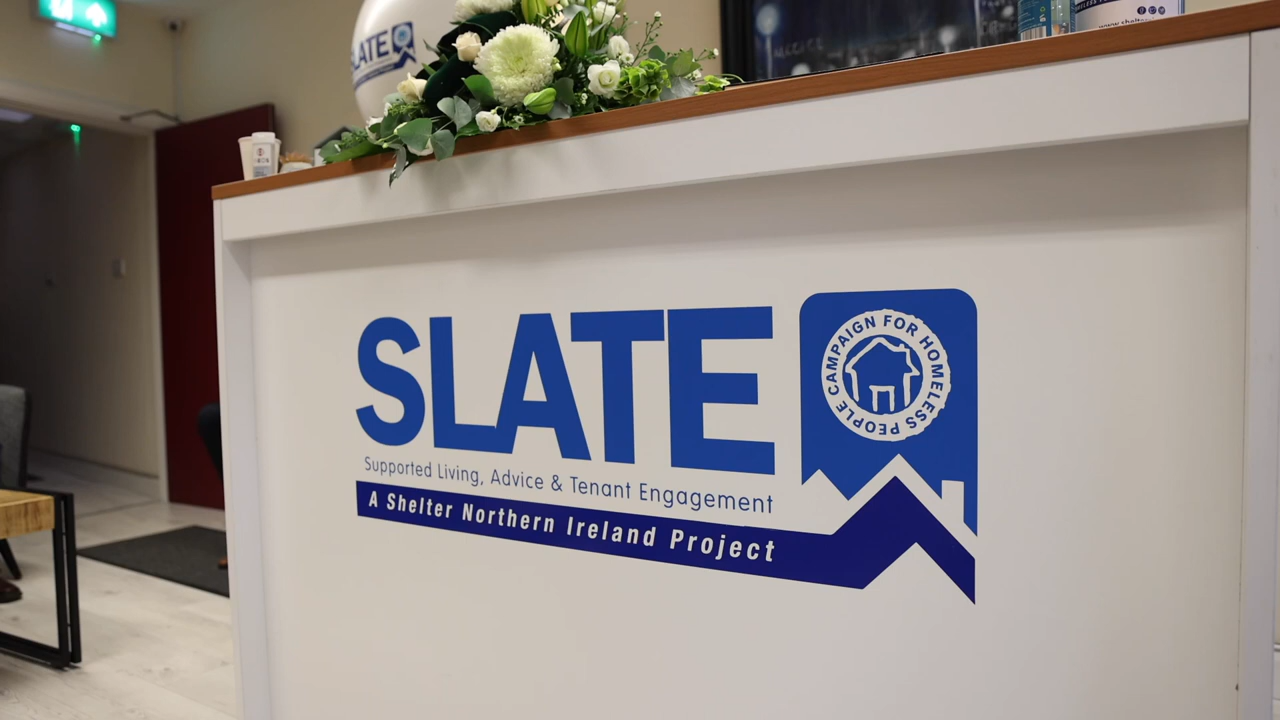 SLATE
SLATE
CAMPAIGN FOR HOMELESS PEOPLE
Supported Living, Advice & Tenant Engagement
A Shelter Northern Ireland Project